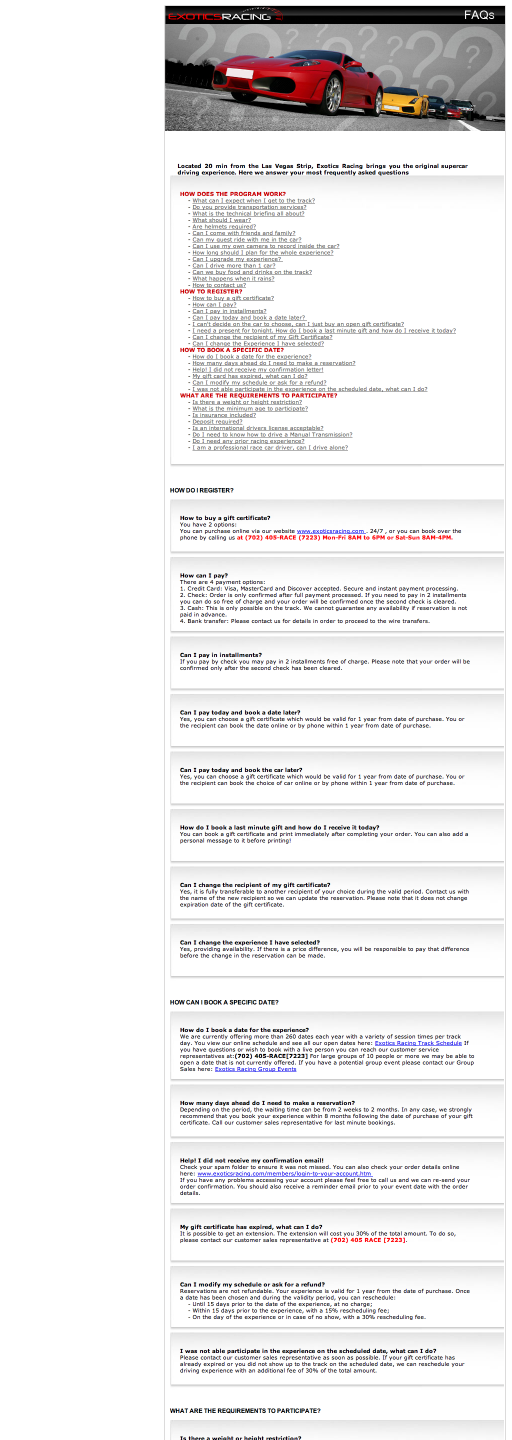 EXOTICSRACING
FAQs
Located 20 min from the Las Vegas Strip, Exotics Racing brings you the original supercar
driving experience. Here we answer your most frequently asked questions
HOW DOES THE PROGRAM WORK?
- What can I expect when I get to the track?
- Do you provide transportation services?
- What is the technical briefing all about?
- What should I wear?
- Are helmets required?
- Can I come with friends and family?
- Can my guest ride with me in the car?
- Can I use my own camera to record inside the car?
- How long should I plan for the whole experience?
- Can I upgrade my experience?
- Can I drive more than 1 car?
- Can we buy food and drinks on the track?
- What happens when it rains?
- How to contact us?
HOW TO REGISTER?
- How to buy a gift certificate?
- How can I pay?
- Can I pay in installments?
- Can I pay today and book a date later?
- I can't decide on the car to choose, can I just buy an open gift certificate?
- I need a present for tonight. How do I book a last minute gift and how do I receive it today?
- Can I change the recipient of my Gift Certificate?
- Can I change the Experience I have selected?
HOW TO BOOK A SPECIFIC DATE?
- How do I book a date for the experience?
- How many days ahead do I need to make a reservation?
- Help! I did not receive my confirmation letter!
- My gift card has expired, what can I do?
- Can I modify my schedule or ask for a refund?
- I was not able participate in the experience on the scheduled date, what can I do?
WHAT ARE THE REQUIREMENTS TO PARTICIPATE?
- Is there a weight or height restriction?
- What is the minimum age to participate?
- Is insurance included?
- Deposit required?
- Is an international drivers license acceptable?
- Do I need to know how to drive a Manual Transmission?
- Do I need any prior racing experience?
- I am a professional race car driver, can I drive alone?
HOW DO I REGISTER?
How to buy a gift certificate?
You have 2 options:
You can purchase online via our website www.exoticsracing.com , 24/7 , or you can book over the
phone by calling us at (702) 405-RACE (7223) Mon-Fri 8AM to 6PM or Sat-Sun 8AM-4PM.
How can I pay?
There are 4 payment options:
1. Credit Card: Visa, MasterCard and Discover accepted. Secure and instant payment processing.
2. Check: Order is only confirmed after full payment processed. If you need to pay in 2 installments
you can do so free of charge and your order will be confirmed once the second check is cleared.
3. Cash: This is only possible on the track. We cannot guarantee any availability if reservation is not
paid in advance.
4. Bank transfer: Please contact us for details in order to proceed to the wire transfers.
Can I pay in installments?
If you pay by check you may pay in 2 installments free of charge. Please note that your order will be
confirmed only after the second check has been cleared.
Can I pay today and book a date later?
Yes, you can choose a gift certificate which would be valid for 1 year from date of purchase. You or
the recipient can book the date online or by phone within 1 year from date of purchase.
Can I pay today and book the car later?
Yes, you can choose a gift certificate which would be valid for 1 year from date of purchase. You or
the recipient can book the choice of car online or by phone within 1 year from date of purchase.
How do I book a last minute gift and how do I receive it today?
You can book a gift certificate and print immediately after completing your order. You can also add a
personal message to it before printing!
Can I change the recipient of my gift certificate?
Yes, it is fully transferable to another recipient of your choice during the valid period. Contact us with
the name of the new recipient so we can update the reservation. Please note that it does not change
expiration date of the gift certificate.
Can I change the experience I have selected?
Yes, providing availability. If there is a price difference, you will be responsible to pay that difference
before the change in the reservation can be made.
HOW CAN I BOOK A SPECIFIC DATE?
How do I book a date for the experience?
We are currently offering more than 260 dates each year with a variety of session times per track
day. You view our online schedule and see all our open dates here: Exotics Racing Track Schedule If
you have questions or wish to book with a live person you can reach our customer service
representatives at:(702) 405-RACE[7223] For large groups of 10 people or more we may be able to
open a date that is not currently offered. If you have a potential group event please contact our Group
Sales here: Exotics Racing Group Events
How many days ahead do I need to make a reservation?
Depending on the period, the waiting time can be from 2 weeks to 2 months. In any case, we strongly
recommend that you book your experience within 8 months following the date of purchase of your gift
certificate. Call our customer sales representative for last minute bookings.
Help! I did not receive my confirmation email!
Check your spam folder to ensure it was not missed. You can also check your order details online
here: www.exoticsracing.com/members/login-to-your-account.htm
If you have any problems accessing your account please feel free to call us and we can re-send your
order confirmation. You should also receive a reminder email prior to your event date with the order
details.
My gift certificate has expired, what can I do?
It is possible to get an extension. The extension will cost you 30% of the total amount. To do so,
please contact our customer sales representative at (702) 405 RACE [7223].
Can I modify my schedule or ask for a refund?
Reservations are not refundable. Your experience is valid for 1 year from the date of purchase. Once
a date has been chosen and during the validity period, you can reschedule:
- Until 15 days prior to the date of the experience, at no charge;
- Within 15 days prior to the experience, with a 15% rescheduling fee;
- On the day of the experience or in case of no show, with a 30% rescheduling fee.
I was not able participate in the experience on the scheduled date, what can I do?
Please contact our customer sales representative as soon as possible. If your gift certificate has
already expired or you did not show up to the track on the scheduled date, we can reschedule your
driving experience with an additional fee of 30% of the total amount.
WHAT ARE THE REQUIREMENTS TO PARTICIPATE?
Is there a weight or height restriction?